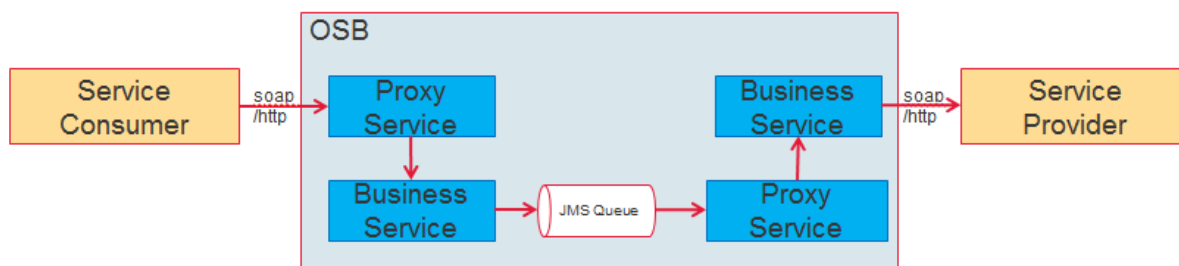 OSB
Service
Consumer
soap
/http
Proxy
Service
Business
Service
JMS Queue
Proxy
Service
Business
Service
soap
/http
Service
Provider